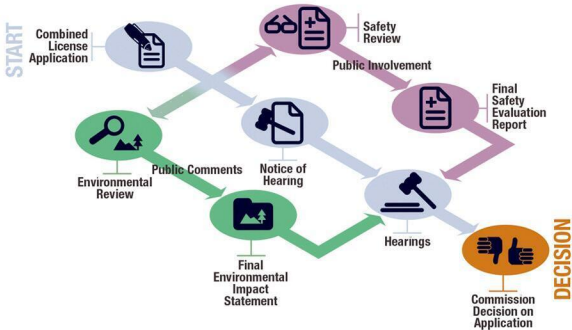 START
Combined
License
Application
Safety
Review
Public Involvement
Final
Safety
Evaluation
Report
Notice of
Hearing
Environmental
Review
Public Comments
Final
Environmental
Impact
Statement
Hearings
DECISION
Commission
Decision on
Application